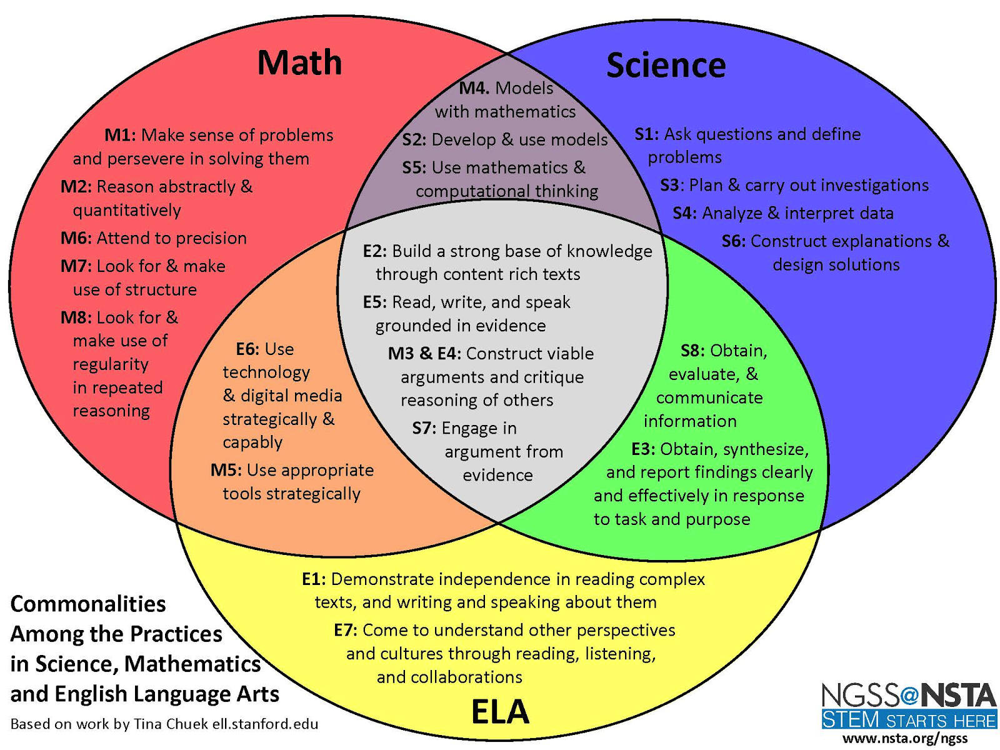 Math
Science
M4. Models
with mathematics
S2: Develop & use models
S5: Use mathematics &
computational thinking
M1: Make sense of problems
and persevere in solving them
M2: Reason abstractly &
quantitatively
M6: Attend to precision
M7: Look for & make
use of structure
M8: Look for &
make use of
regularity
in repeated
reasoning
S1: Ask questions and define
problems
S3: Plan & carry out investigations
S4: Analyze & interpret data
S6: Construct explanations &
design solutions
E2: Build a strong base of knowledge
through content rich texts
E5: Read, write, and speak
grounded in evidence
M3 & E4: Construct viable
arguments and critique
reasoning of others
S7: Engage in
argument from
evidence
E6: Use
technology
& digital media
strategically &
capably
M5: Use appropriate
tools strategically
S8: Obtain,
evaluate, &
communicate
information
E3: Obtain, synthesize,
and report findings clearly
and effectively in response
to task and purpose
E1: Demonstrate independence in reading complex
texts, and writing and speaking about them
E7: Come to understand other perspectives
and cultures through reading, listening,
and collaborations
ELA
Commonalities
Among the Practices
in Science, Mathematics
and English Language Arts
Based on work by Tina Chuek ell.stanford.edu
NGSS@NSTA
STEM STARTS HERE
www.nsta.org/ngss